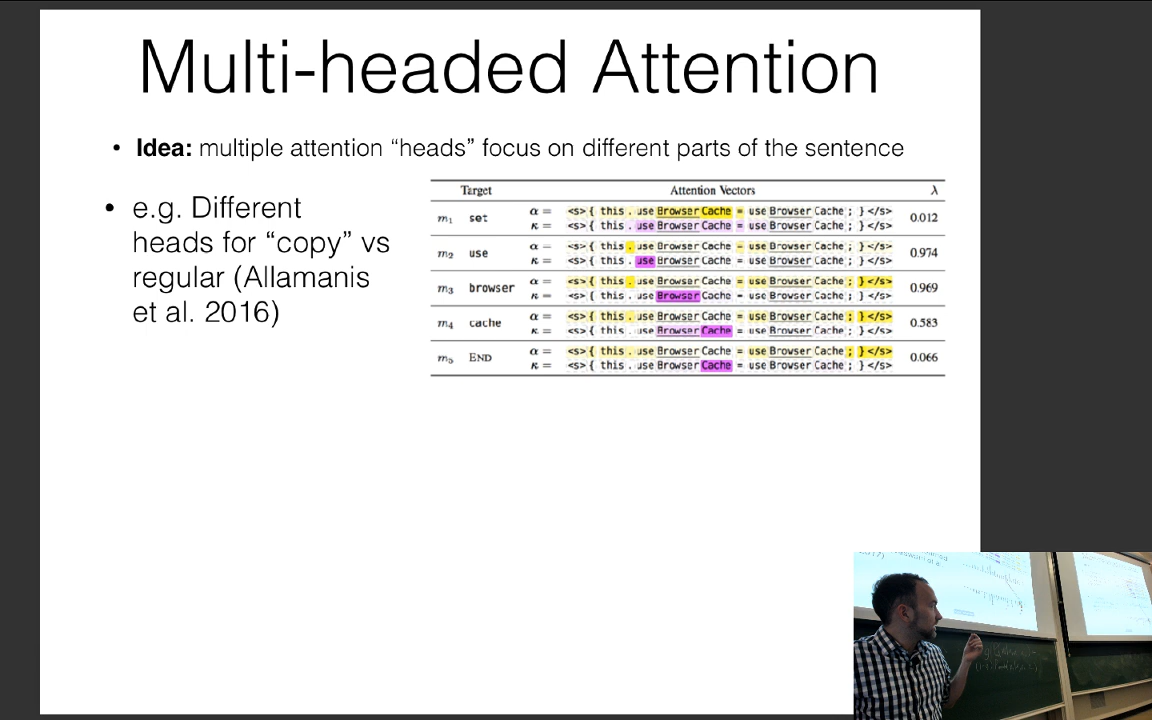 Multi-headed Attention
• Idea: multiple attention “heads” focus on different parts of the sentence
• e.g. Different
heads for “copy” vs
regular (Allamanis
et al. 2016)
Target Attention Vectors λ
m1 set α = <s>{ this . use Browser Cache = use Browser Cache ; } </s> 0.012
κ = <s>{ this . use Browser Cache = use Browser Cache ; } </s>
m2 use α = <s>{ this . use Browser Cache = use Browser Cache ; } </s> 0.974
κ = <s>{ this . use Browser Cache = use Browser Cache ; } </s>
m3 browser α = <s>{ this . use Browser Cache = use Browser Cache ; } </s> 0.969
κ = <s>{ this . use Browser Cache = use Browser Cache ; } </s>
m4 cache α = <s>{ this . use Browser Cache = use Browser Cache ; } </s> 0.583
κ = <s>{ this . use Browser Cache = use Browser Cache ; } </s>
m5 END α = <s>{ this . use Browser Cache = use Browser Cache ; } </s> 0.066
κ = <s>{ this . use Browser Cache = use Browser Cache ; } </s>